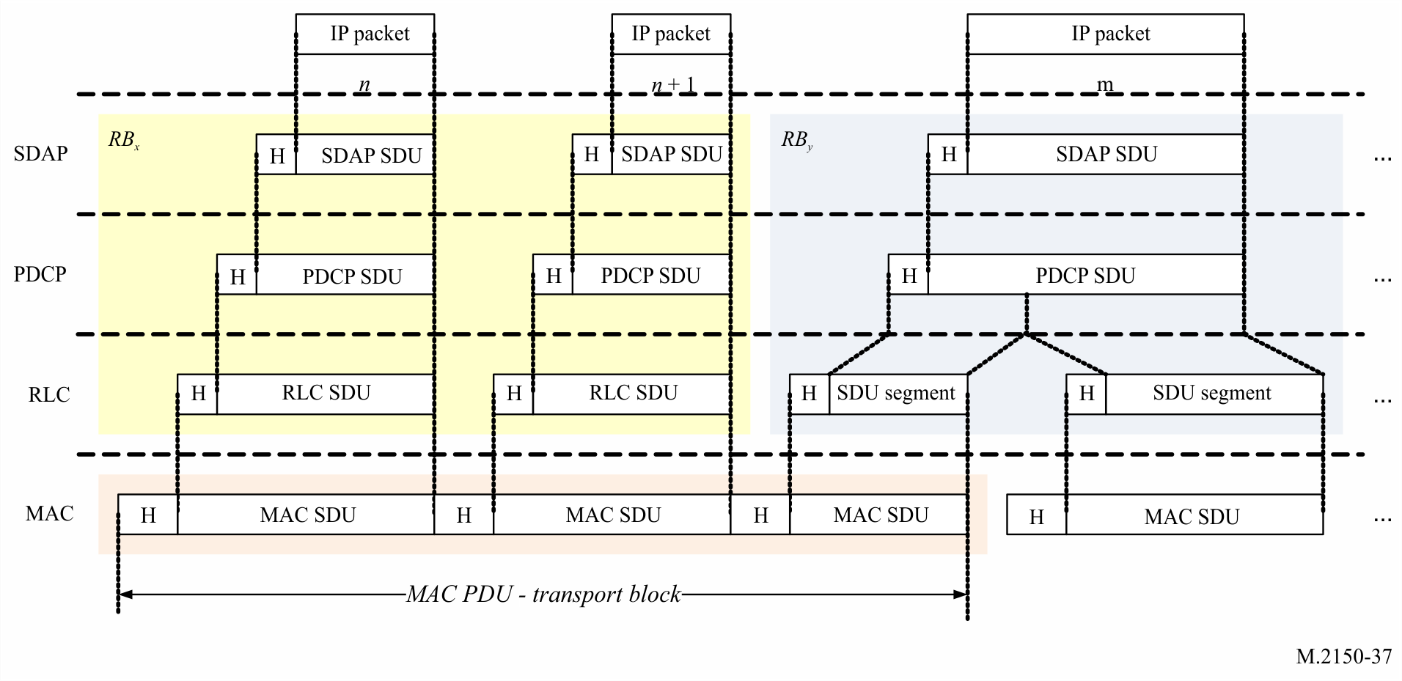 IP packet IP packet IP packet
n n + 1 m
SDAP RBx H SDAP SDU H SDAP SDU RBy H SDAP SDU ...
PDCP H PDCP SDU H PDCP SDU H PDCP SDU ...
RLC H RLC SDU H RLC SDU H SDU segment H SDU segment ...
MAC H MAC SDU H MAC SDU H MAC SDU H MAC SDU ...
MAC PDU - transport block
M.2150-37